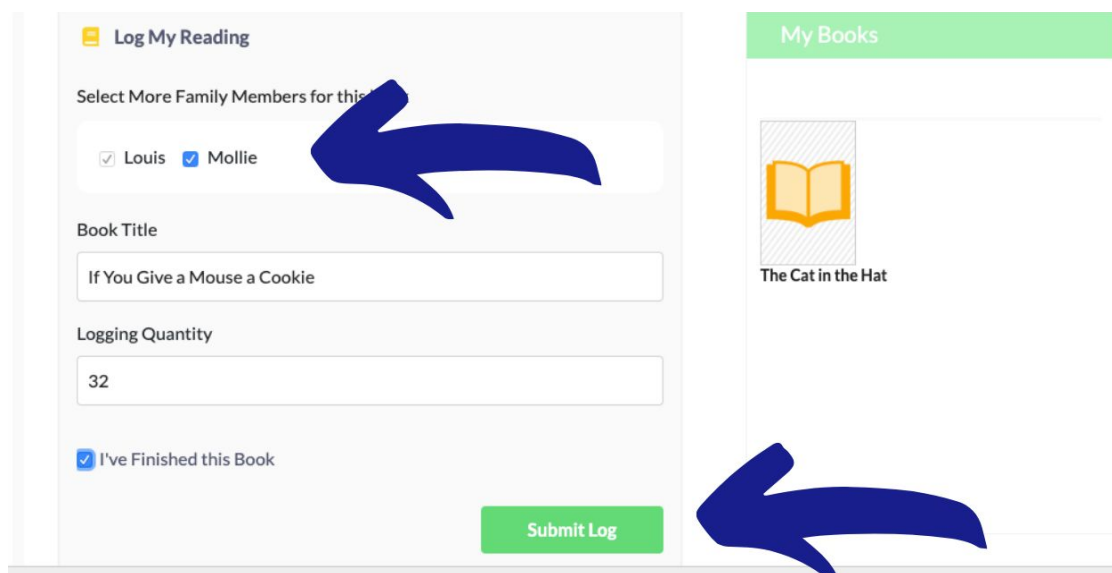 Log My Reading
Select More Family Members for this
Louis Mollie
Book Title
If You Give a Mouse a Cookie
Logging Quantity
32
I've Finished this Book
Submit Log
My Books
The Cat in the Hat